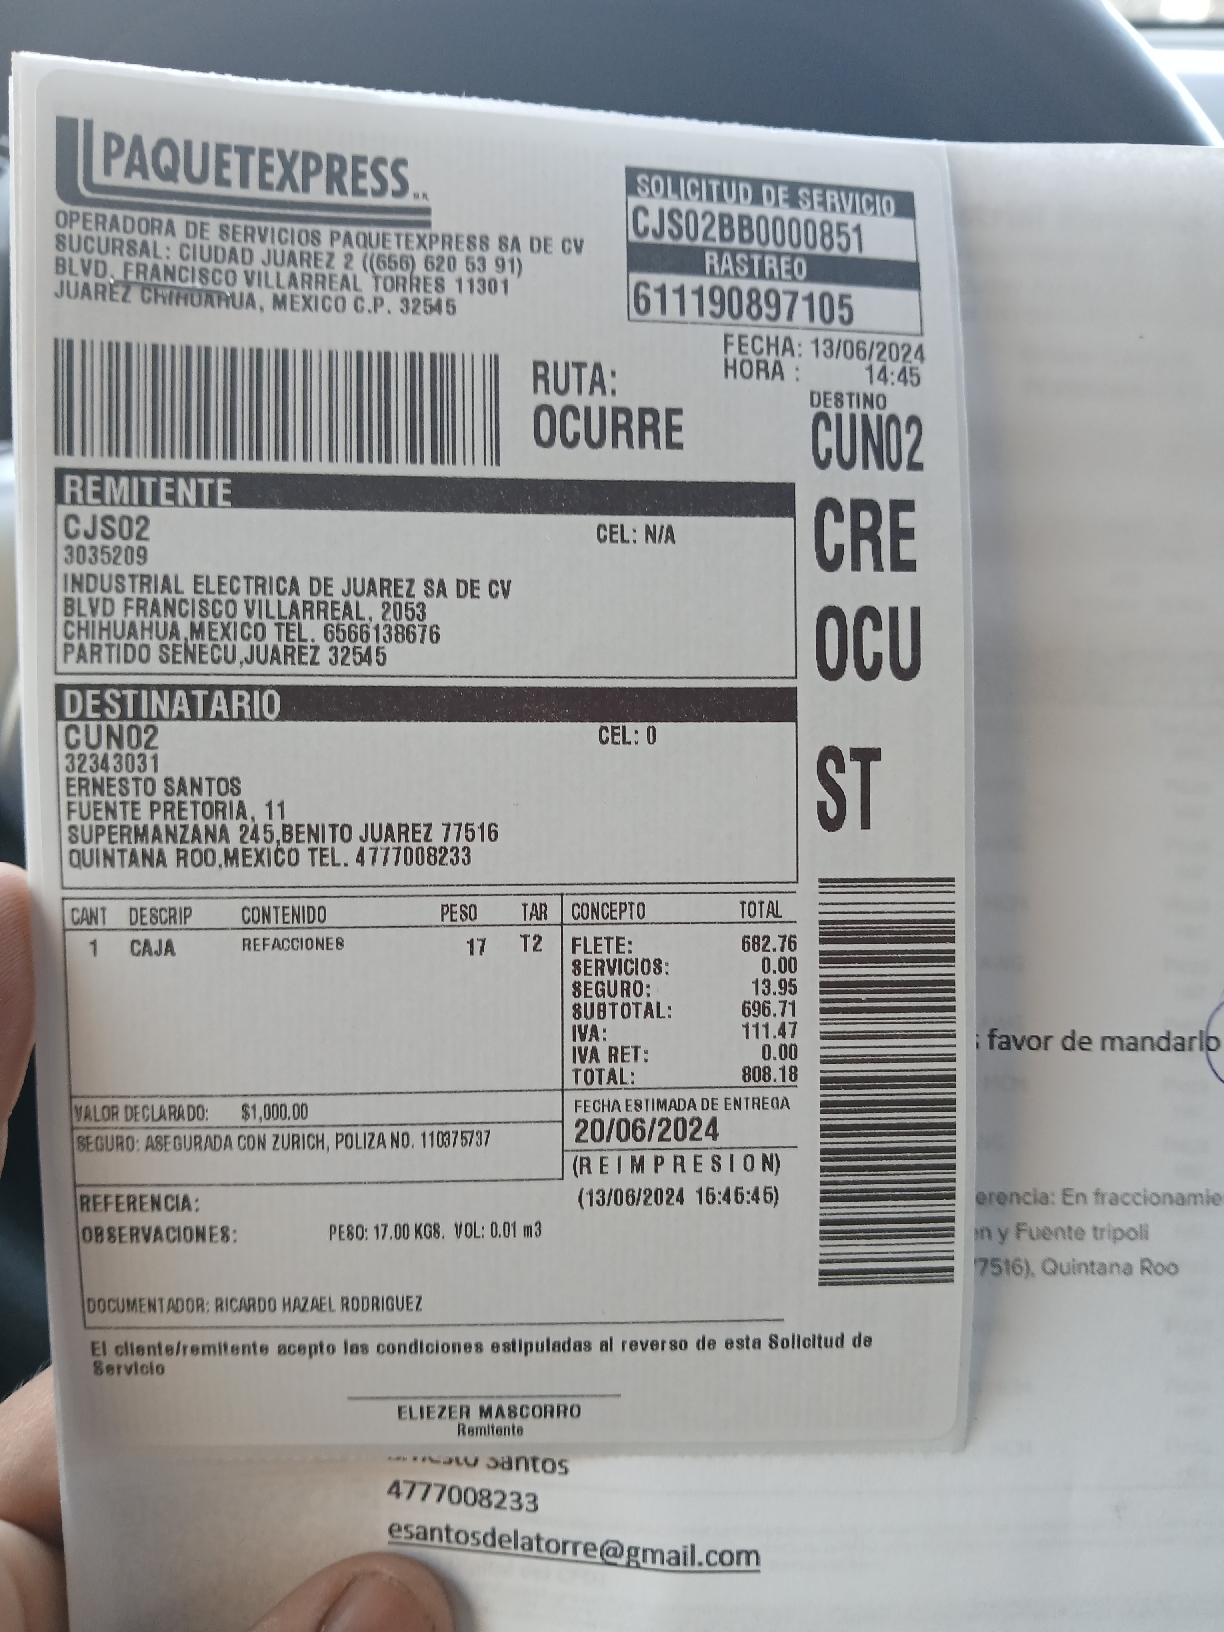 PAQUETEXPRESS
OPERADORA DE SERVICIOS PAQUETEXPRESS SA DE CV
SUCURSAL: CIUDAD JUAREZ 2 ((656) 620 53 91)
BLVD. FRANCISCO VILLARREAL TORRES 11301
JUAREZ CHIHUAHUA, MEXICO C.P. 32545
SOLICITUD DE SERVICIO
CJS02BB0000851
RASTREO
611190897105
FECHA: 13/06/2024
HORA : 14:45
RUTA:
OCURRE
DESTINO
CUN02
CRE
OCU
ST
REMITENTE
CJS02 CEL: N/A
3035209
INDUSTRIAL ELECTRICA DE JUAREZ SA DE CV
BLVD FRANCISCO VILLARREAL, 2053
CHIHUAHUA,MEXICO TEL. 6566138676
PARTIDO SENECU,JUAREZ 32545
DESTINATARIO
CUN02 CEL: 0
32343031
ERNESTO SANTOS
FUENTE PRETORIA, 11
SUPERMANZANA 245,BENITO JUAREZ 77516
QUINTANA ROO,MEXICO TEL. 4777008233
CANT DESCRIP CONTENIDO PESO TAR
1 CAJA REFACCIONES 17 T2
CONCEPTO TOTAL
FLETE: 682.76
SERVICIOS: 0.00
SEGURO: 13.95
SUBTOTAL: 696.71
IVA: 111.47
IVA RET: 0.00
TOTAL: 808.18
VALOR DECLARADO: $1,000.00
SEGURO: ASEGURADA CON ZURICH, POLIZA NO. 110375737
FECHA ESTIMADA DE ENTREGA
20/06/2024
(REIMPRESION)
(13/06/2024 15:45:45)
REFERENCIA:
OBSERVACIONES: PESO: 17.00 KGS. VOL: 0.01 m3
DOCUMENTADOR: RICARDO HAZAEL RODRIGUEZ
El cliente/remitente acepto las condiciones estipuladas al reverso de esta Solicitud de
Servicio
ELIEZER MASCORRO
Remitente
favor de mandarlo
erencia: En fraccionamie
n y Fuente tripoli
77516), Quintana Roo
Santos
4777008233
esantosdelatorre@gmail.com